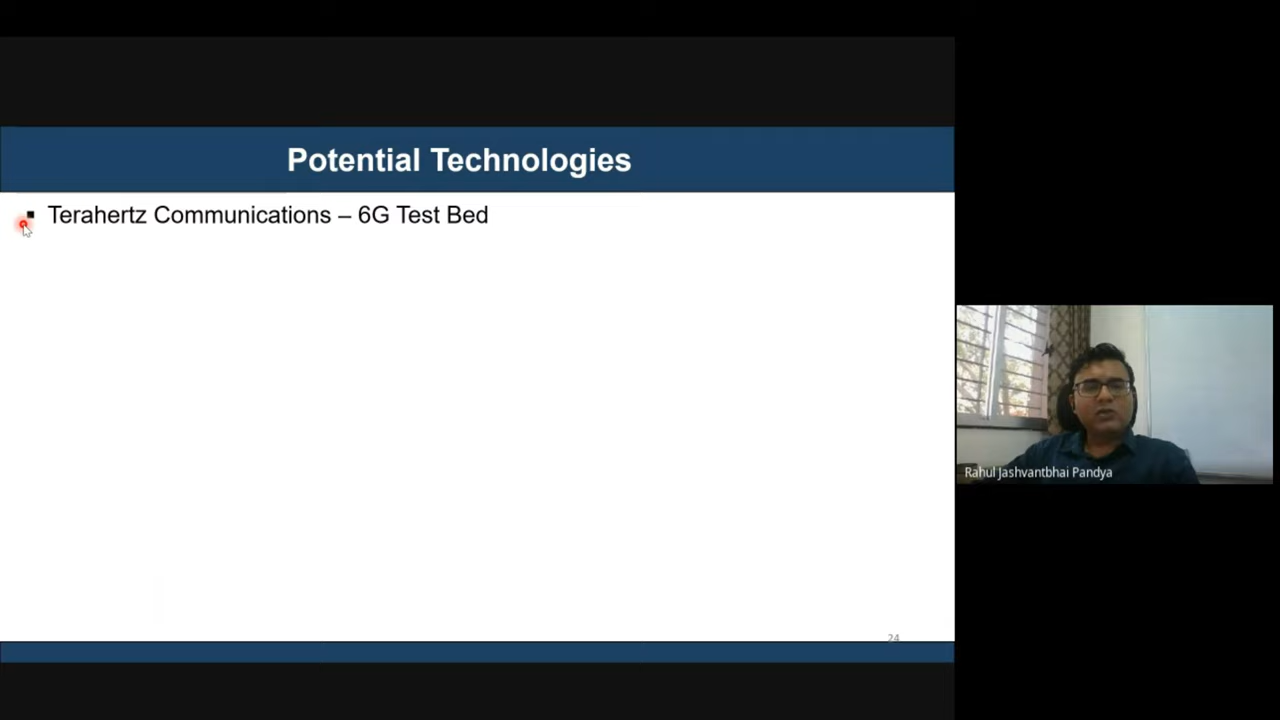 Potential Technologies
Terahertz Communications – 6G Test Bed
24
Rahul Jashvantbhai Pandya